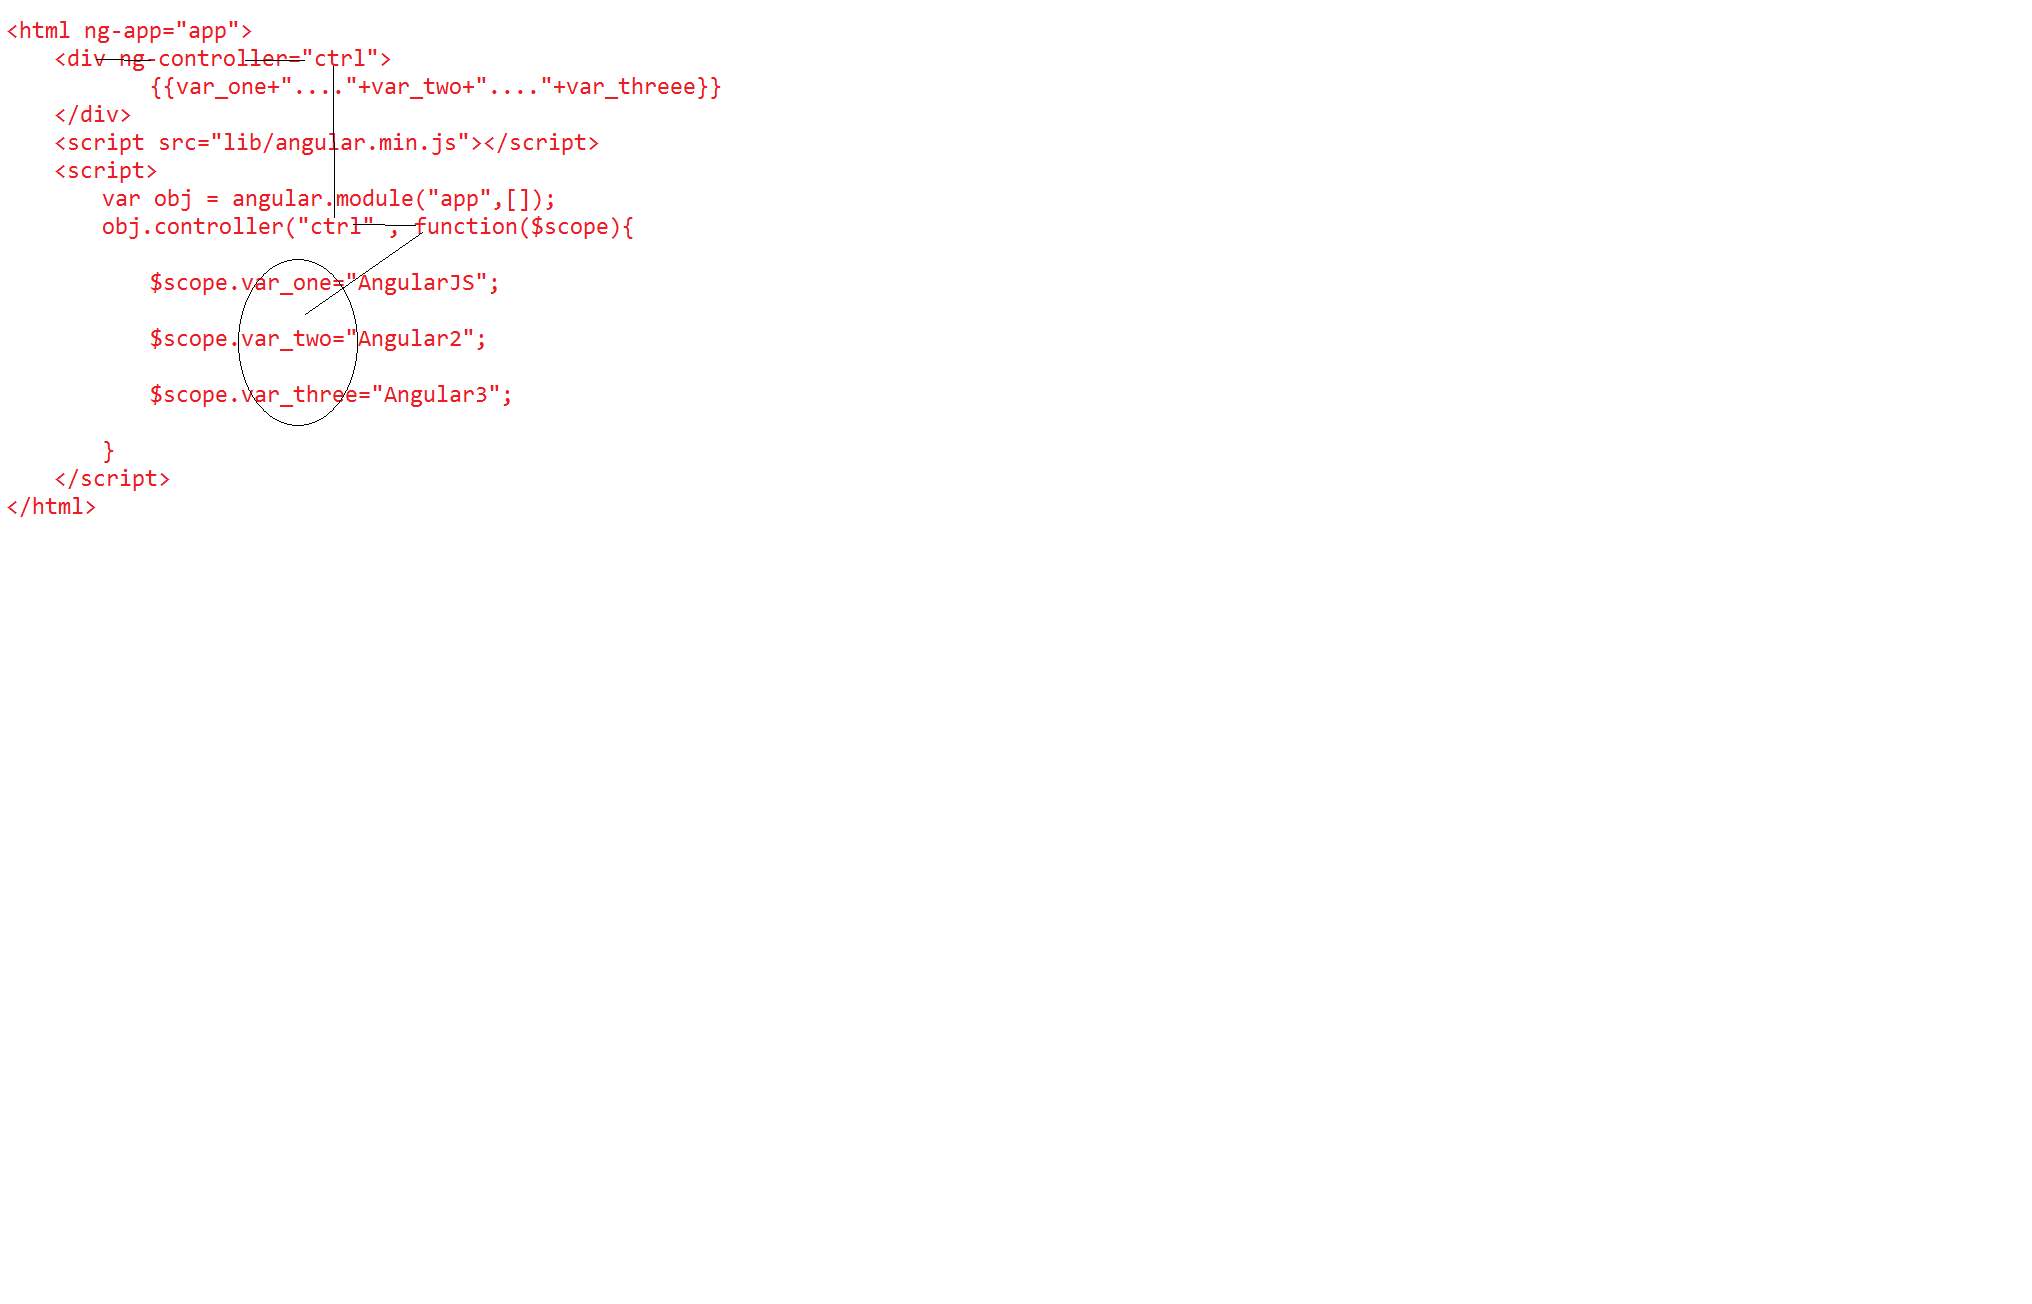 <html ng-app="app">
<div ng-controller="ctrl">
{{var_one+"...."+var_two+"...."+var_threee}}
</div>
<script src="lib/angular.min.js"></script>
<script>
var obj = angular.module("app",[]);
obj.controller("ctrl" , function($scope){
$scope.var_one="AngularJS";
$scope.var_two="Angular2";
$scope.var_three="Angular3";
}
</script>
</html>